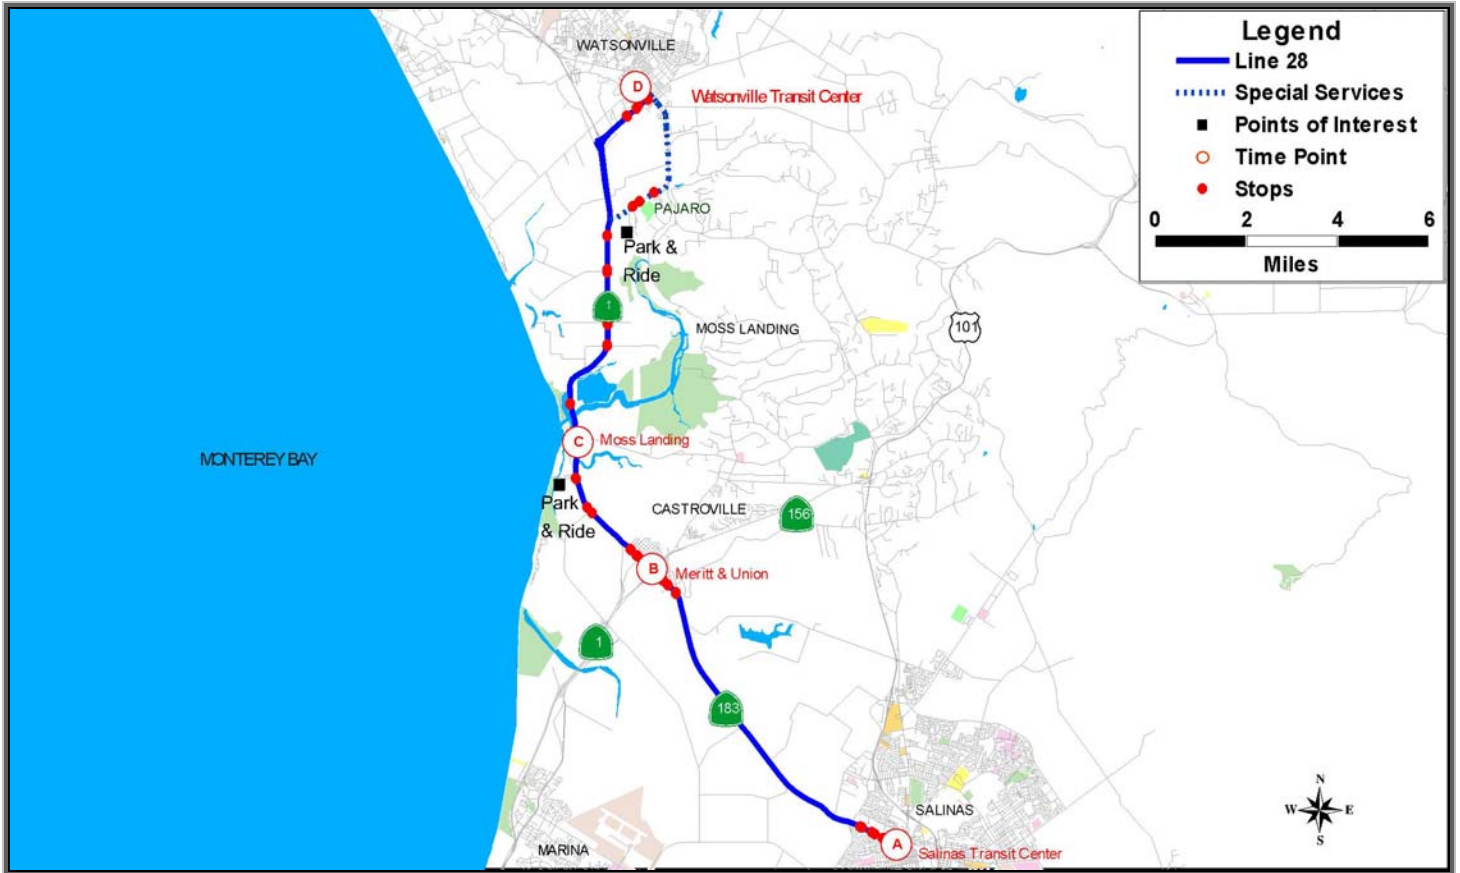 WATSONVILLE
D
Watsonville Transit Center
Legend
Line 28
Special Services
Points of Interest
Time Point
Stops
0 2 4 6
Miles
PAJARO
Park &
Ride
1
MOSS LANDING
101
C
Moss Landing
MONTEREY BAY
Park
& Ride
CASTROVILLE
156
B
Meritt & Union
1
183
SALINAS
A
Salinas Transit Center
MARINA
N
W E
S